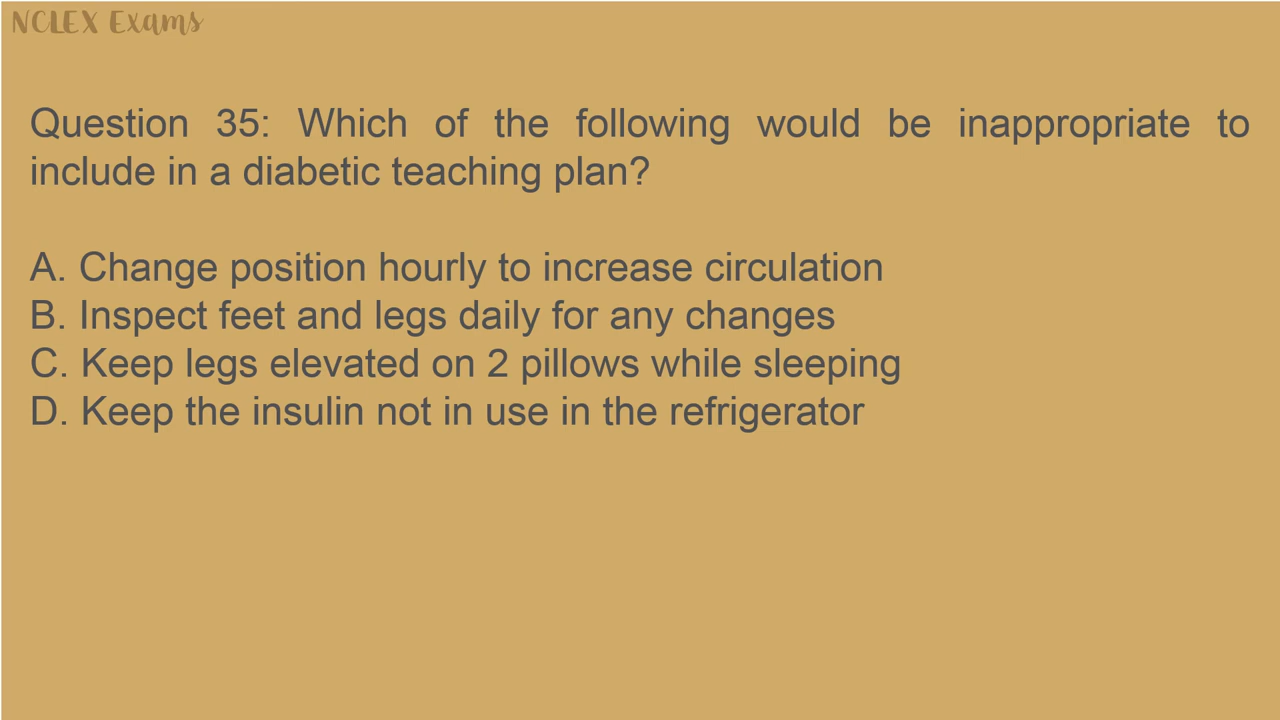 NCLEX Exams
Question 35: Which of the following would be inappropriate to
include in a diabetic teaching plan?
A. Change position hourly to increase circulation
B. Inspect feet and legs daily for any changes
C. Keep legs elevated on 2 pillows while sleeping
D. Keep the insulin not in use in the refrigerator